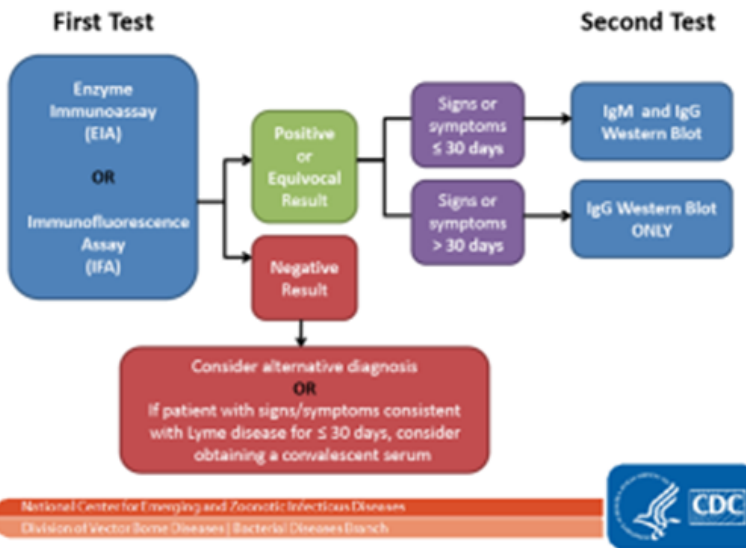 First Test
Second Test
Enzyme
Immunoassay
(EIA)
OR
Immunofluorescence
Assay
(IFA)
Positive
or
Equivocal
Result
Negative
Result
Signs or
symptoms
≤ 30 days
Signs or
symptoms
> 30 days
IgM and IgG
Western Blot
IgG Western Blot
ONLY
Consider alternative diagnosis
OR
If patient with signs/symptoms consistent
with Lyme disease for ≤ 30 days, consider
obtaining a convalescent serum
National Center for Emerging and Zoonotic Infectious Diseases
Division of Vector Borne Diseases | Bacterial Diseases Branch
CDC